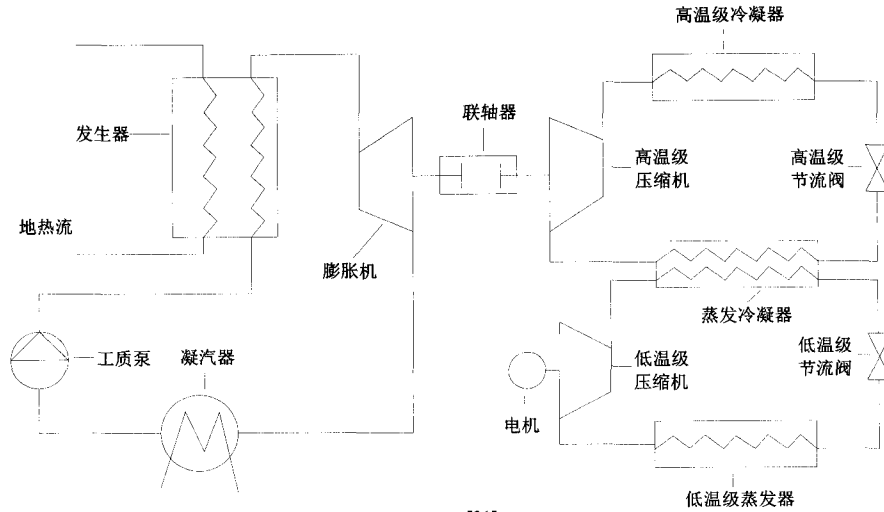 高温级冷凝器
联轴器
发生器
高温级
压缩机
高温级
节流阀
地热流
膨胀机
蒸发冷凝器
工质泵
凝汽器
低温级
压缩机
低温级
节流阀
电机
低温级蒸发器